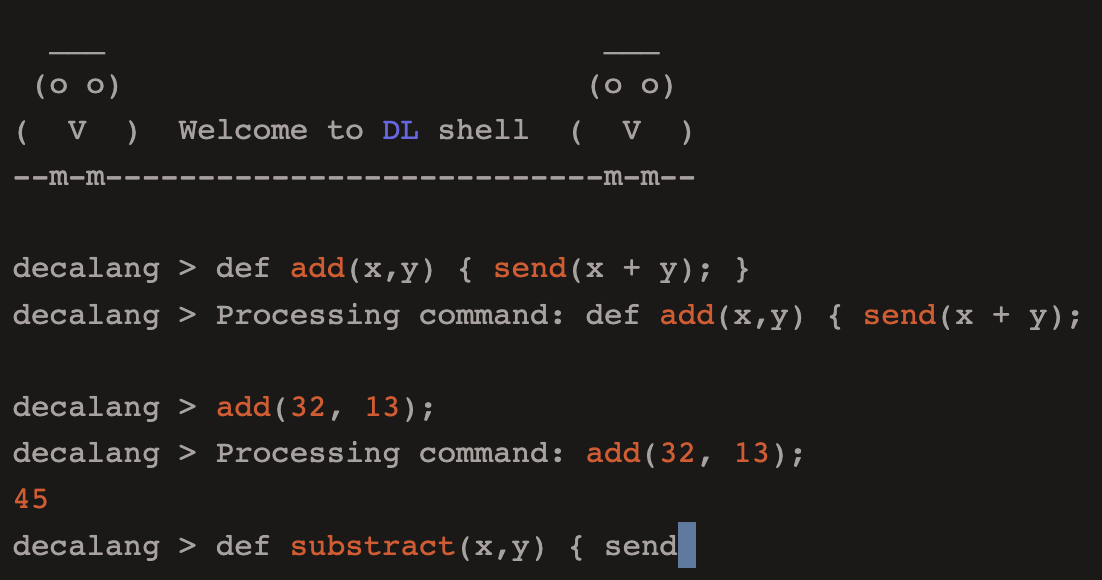 ___                           ___
 (o o)                         (o o)
(  V  )  Welcome to DL shell  (  V  )
--m-m---------------------------m-m--
decalang > def add(x,y) { send(x + y); }
decalang > Processing command: def add(x,y) { send(x + y);
decalang > add(32, 13);
decalang > Processing command: add(32, 13);
45
decalang > def substract(x,y) { send